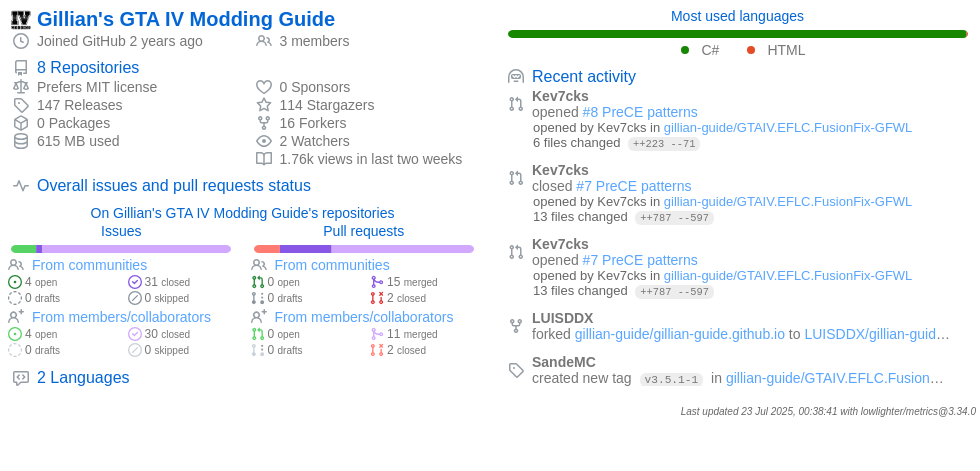 Gillian's GTA IV Modding Guide
Joined GitHub 2 years ago
3 members
8 Repositories
Prefers MIT license
0 Sponsors
147 Releases
114 Stargazers
0 Packages
16 Forkers
615 MB used
2 Watchers
1.76k views in last two weeks
Overall issues and pull requests status
On Gillian's GTA IV Modding Guide's repositories
Issues
From communities
4 open
31 closed
0 drafts
0 skipped
From members/collaborators
4 open
30 closed
0 drafts
0 skipped
Pull requests
From communities
0 open
15 merged
0 drafts
2 closed
From members/collaborators
0 open
11 merged
0 drafts
2 closed
2 Languages
Most used languages
C# HTML
Recent activity
Kev7cks
opened #8 PreCE patterns
opened by Kev7cks in gillian-guide/GTAIV.EFLC.FusionFix-GFWL
6 files changed ++223 --71
Kev7cks
closed #7 PreCE patterns
opened by Kev7cks in gillian-guide/GTAIV.EFLC.FusionFix-GFWL
13 files changed ++787 --597
Kev7cks
opened #7 PreCE patterns
opened by Kev7cks in gillian-guide/GTAIV.EFLC.FusionFix-GFWL
13 files changed ++787 --597
LUISDDX
forked gillian-guide/gillian-guide.github.io to LUISDDX/gillian-guid…
SandeMC
created new tag v3.5.1-1 in gillian-guide/GTAIV.EFLC.Fusion…
Last updated 23 Jul 2025, 00:38:41 with lowlighter/metrics@3.34.0